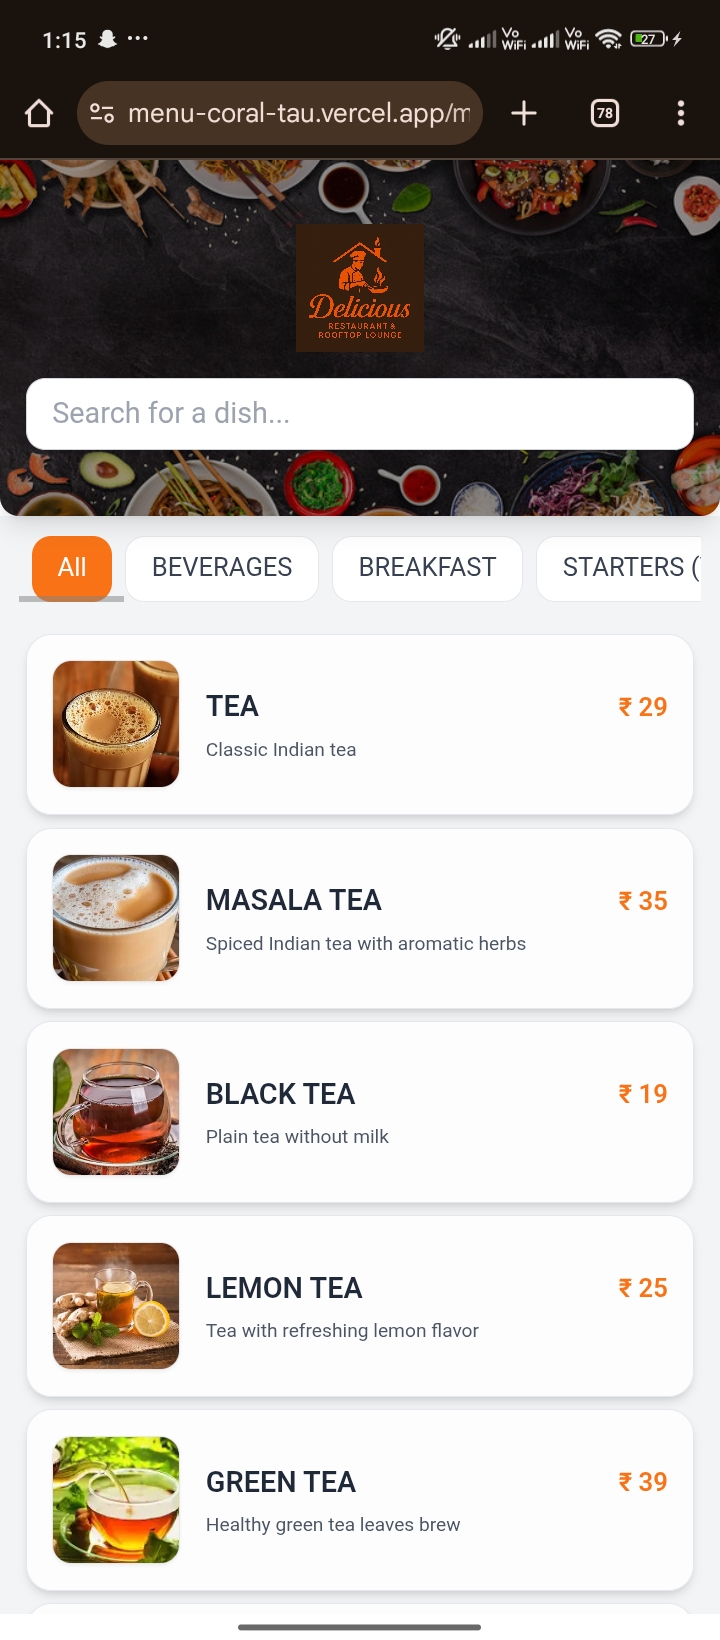 1:15
Vo WiFi
Vo WiFi
27
menu-coral-tau.vercel.app/m
78
Delicious
RESTAURANT &
ROOFTOP LOUNGE
Search for a dish...
All BEVERAGES BREAKFAST STARTERS (
TEA ₹ 29
Classic Indian tea
MASALA TEA ₹ 35
Spiced Indian tea with aromatic herbs
BLACK TEA ₹ 19
Plain tea without milk
LEMON TEA ₹ 25
Tea with refreshing lemon flavor
GREEN TEA ₹ 39
Healthy green tea leaves brew